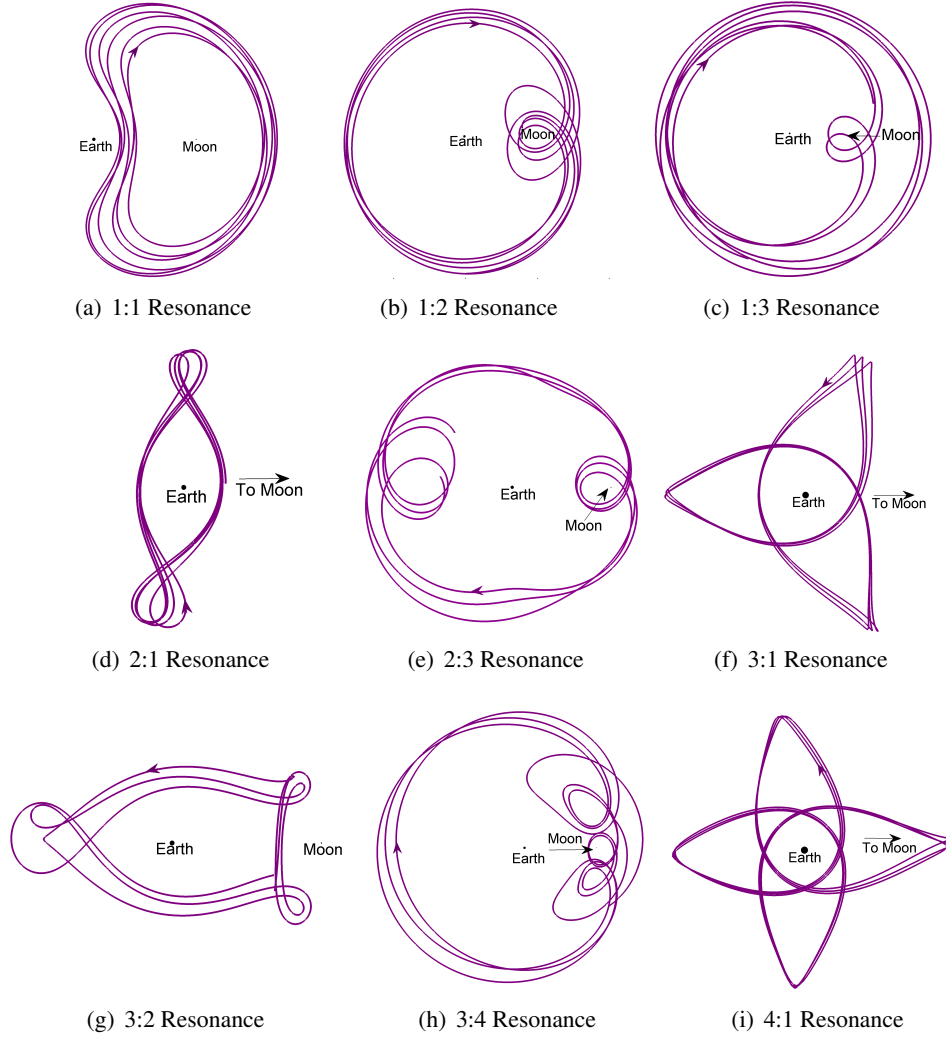 Earth
Moon
(a) 1:1 Resonance
Earth
Moon
(b) 1:2 Resonance
Earth
Moon
(c) 1:3 Resonance
Earth
To Moon
(d) 2:1 Resonance
Earth
Moon
(e) 2:3 Resonance
Earth
To Moon
(f) 3:1 Resonance
Earth
Moon
(g) 3:2 Resonance
Moon
Earth
(h) 3:4 Resonance
To Moon
Earth
(i) 4:1 Resonance